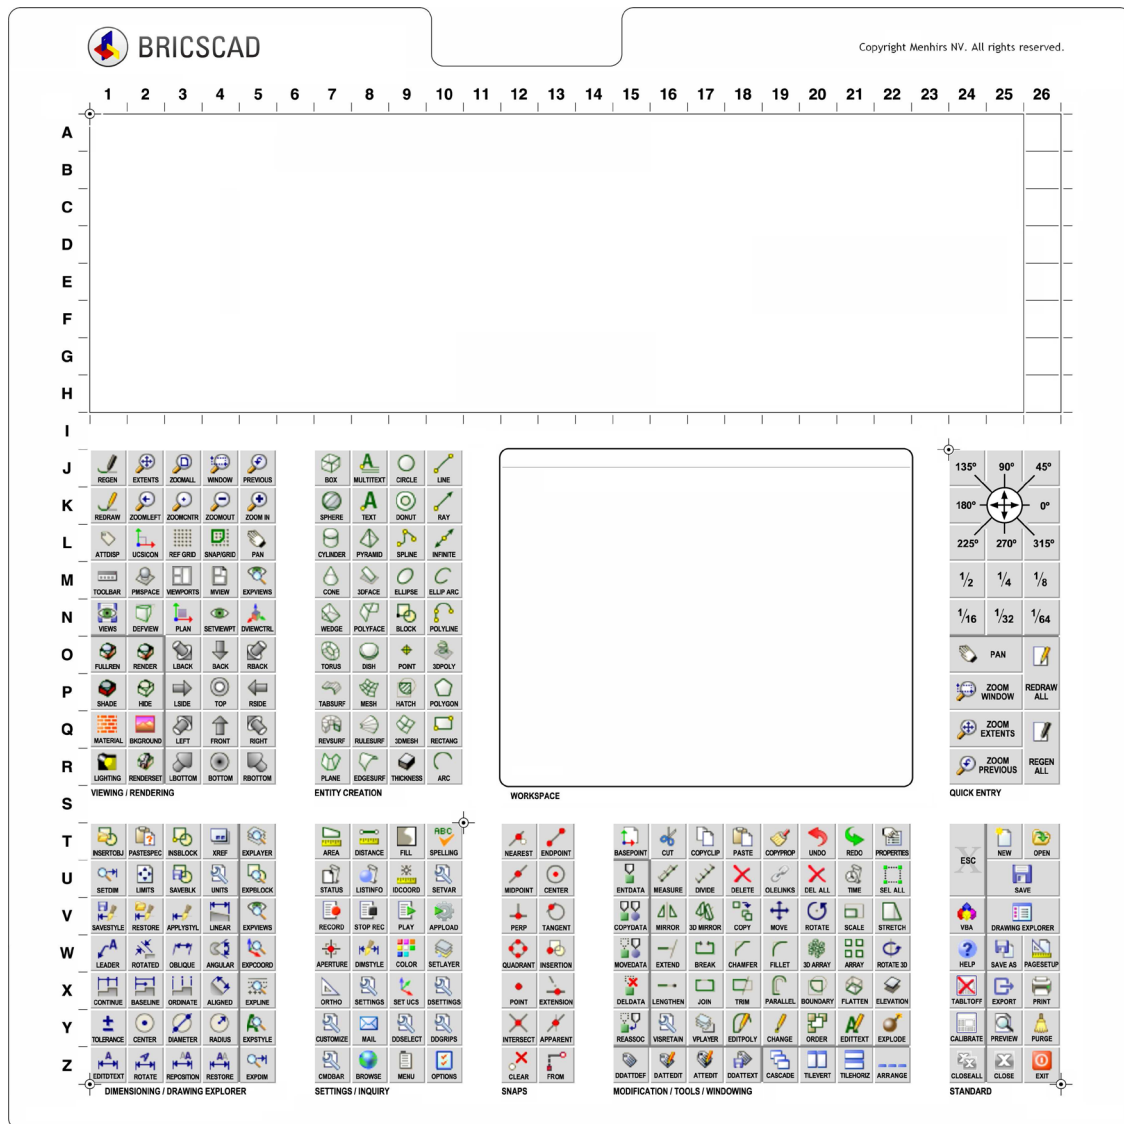 BRICSCAD
Copyright Menhirs NV. All rights reserved.
1 2 3 4 5 6 7 8 9 10 11 12 13 14 15 16 17 18 19 20 21 22 23 24 25 26
A
B
C
D
E
F
G
H
I
J
REGEN EXTENTS ZOOMALL WINDOW PREVIOUS BOX MULTITEXT CIRCLE LINE 135º 90º 45º
K
REDRAW ZOOMLEFT ZOOMCNTR ZOOMOUT ZOOM IN SPHERE TEXT DONUT RAY 180º 0º
L
ATTDISP UCSICON REF GRID SNAP/GRID PAN CYLINDER PYRAMID SPLINE INFINITE 225º 270º 315º
M
TOOLBAR PMSPACE VIEWPORTS MVIEW EXPVIEWS CONE 3DFACE ELLIPSE ELLIP ARC 1/2 1/4 1/8
N
VIEWS DEFVIEW PLAN SETVIEWPT DVIEWCTRL WEDGE POLYFACE BLOCK POLYLINE 1/16 1/32 1/64
O
FULLREN RENDER LBACK BACK RBACK TORUS DISH POINT 3DPOLY PAN
P
SHADE HIDE LSIDE TOP RSIDE TABSURF MESH HATCH POLYGON ZOOM WINDOW REDRAW ALL
Q
MATERIAL BKGROUND LEFT FRONT RIGHT REVSURF RULESURF 3DMESH RECTANG ZOOM EXTENTS
R
LIGHTING RENDERSET LBOTTOM BOTTOM RBOTTOM PLANE EDGESURF THICKNESS ARC ZOOM PREVIOUS REGEN ALL
VIEWING / RENDERING ENTITY CREATION WORKSPACE QUICK ENTRY
S
T
ABC
INSERTOBJ PASTESPEC INSBLOCK XREF EXPLAYER AREA DISTANCE FILL SPELLING NEAREST ENDPOINT BASEPOINT CUT COPYCLIP PASTE COPYPROP UNDO REDO PROPERTIES ESC NEW OPEN
U
SETDIM LIMITS SAVEBLK UNITS EXPBLOCK STATUS LISTINFO IDCOORD SETVAR MIDPOINT CENTER ENTDATA MEASURE DIVIDE DELETE OLELINKS DEL ALL TIME SEL ALL SAVE
V
SAVESTYLE RESTORE APPLYSTYL LINEAR EXPVIEWS RECORD STOP REC PLAY APPLOAD PERP TANGENT COPYDATA MIRROR 3D MIRROR COPY MOVE ROTATE SCALE STRETCH VBA DRAWING EXPLORER
W
LEADER ROTATED OBLIQUE ANGULAR EXPCOORD APERTURE DIMSTYLE COLOR SETLAYER QUADRANT INSERTION MOVEDATA EXTEND BREAK CHAMFER FILLET 3D ARRAY ARRAY ROTATE 3D HELP SAVE AS PAGESETUP
X
CONTINUE BASELINE ORDINATE ALIGNED EXPLINE ORTHO SETTINGS SET UCS DSETTINGS POINT EXTENSION DELDATA LENGTHEN JOIN TRIM PARALLEL BOUNDARY FLATTEN ELEVATION TABLTOFF EXPORT PRINT
Y
TOLERANCE CENTER DIAMETER RADIUS EXPSTYLE CUSTOMIZE MAIL DDSELECT DDGRIPS INTERSECT APPARENT REASSOC VISRETAIN VPLAYER EDITPOLY CHANGE ORDER EDITTEXT EXPLODE CALIBRATE PREVIEW PURGE
Z
EDITDTEXT ROTATE REPOSITION RESTORE EXPDIM CMDBAR BROWSE MENU OPTIONS CLEAR FROM DDATTDEF DATTEDIT ATTEDIT DDATTEXT CASCADE TILEVERT TILEHORIZ ARRANGE CLOSEALL CLOSE EXIT
DIMENSIONING / DRAWING EXPLORER SETTINGS / INQUIRY SNAPS MODIFICATION / TOOLS / WINDOWING STANDARD